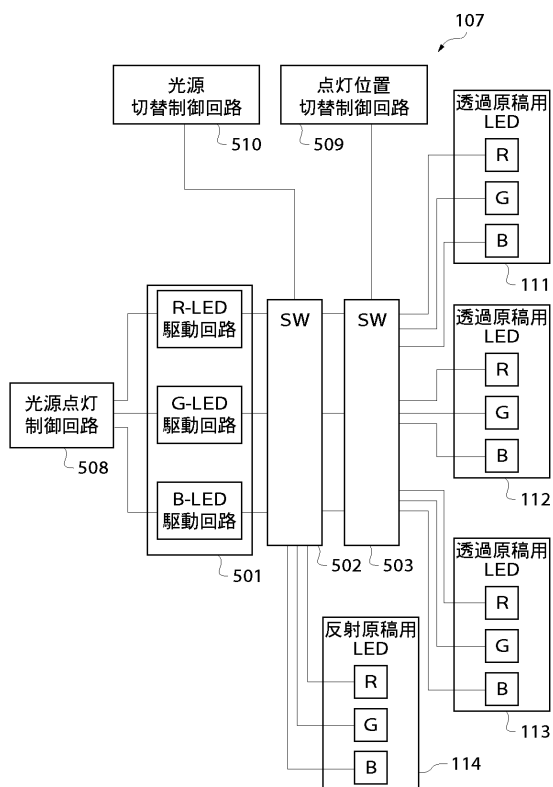 107
光源
切替制御回路
510
点灯位置
切替制御回路
509
透過原稿用
LED
R
G
B
111
R-LED
駆動回路
G-LED
駆動回路
B-LED
駆動回路
501
SW
502
SW
503
光源点灯
制御回路
508
透過原稿用
LED
R
G
B
112
透過原稿用
LED
R
G
B
113
反射原稿用
LED
R
G
B
114